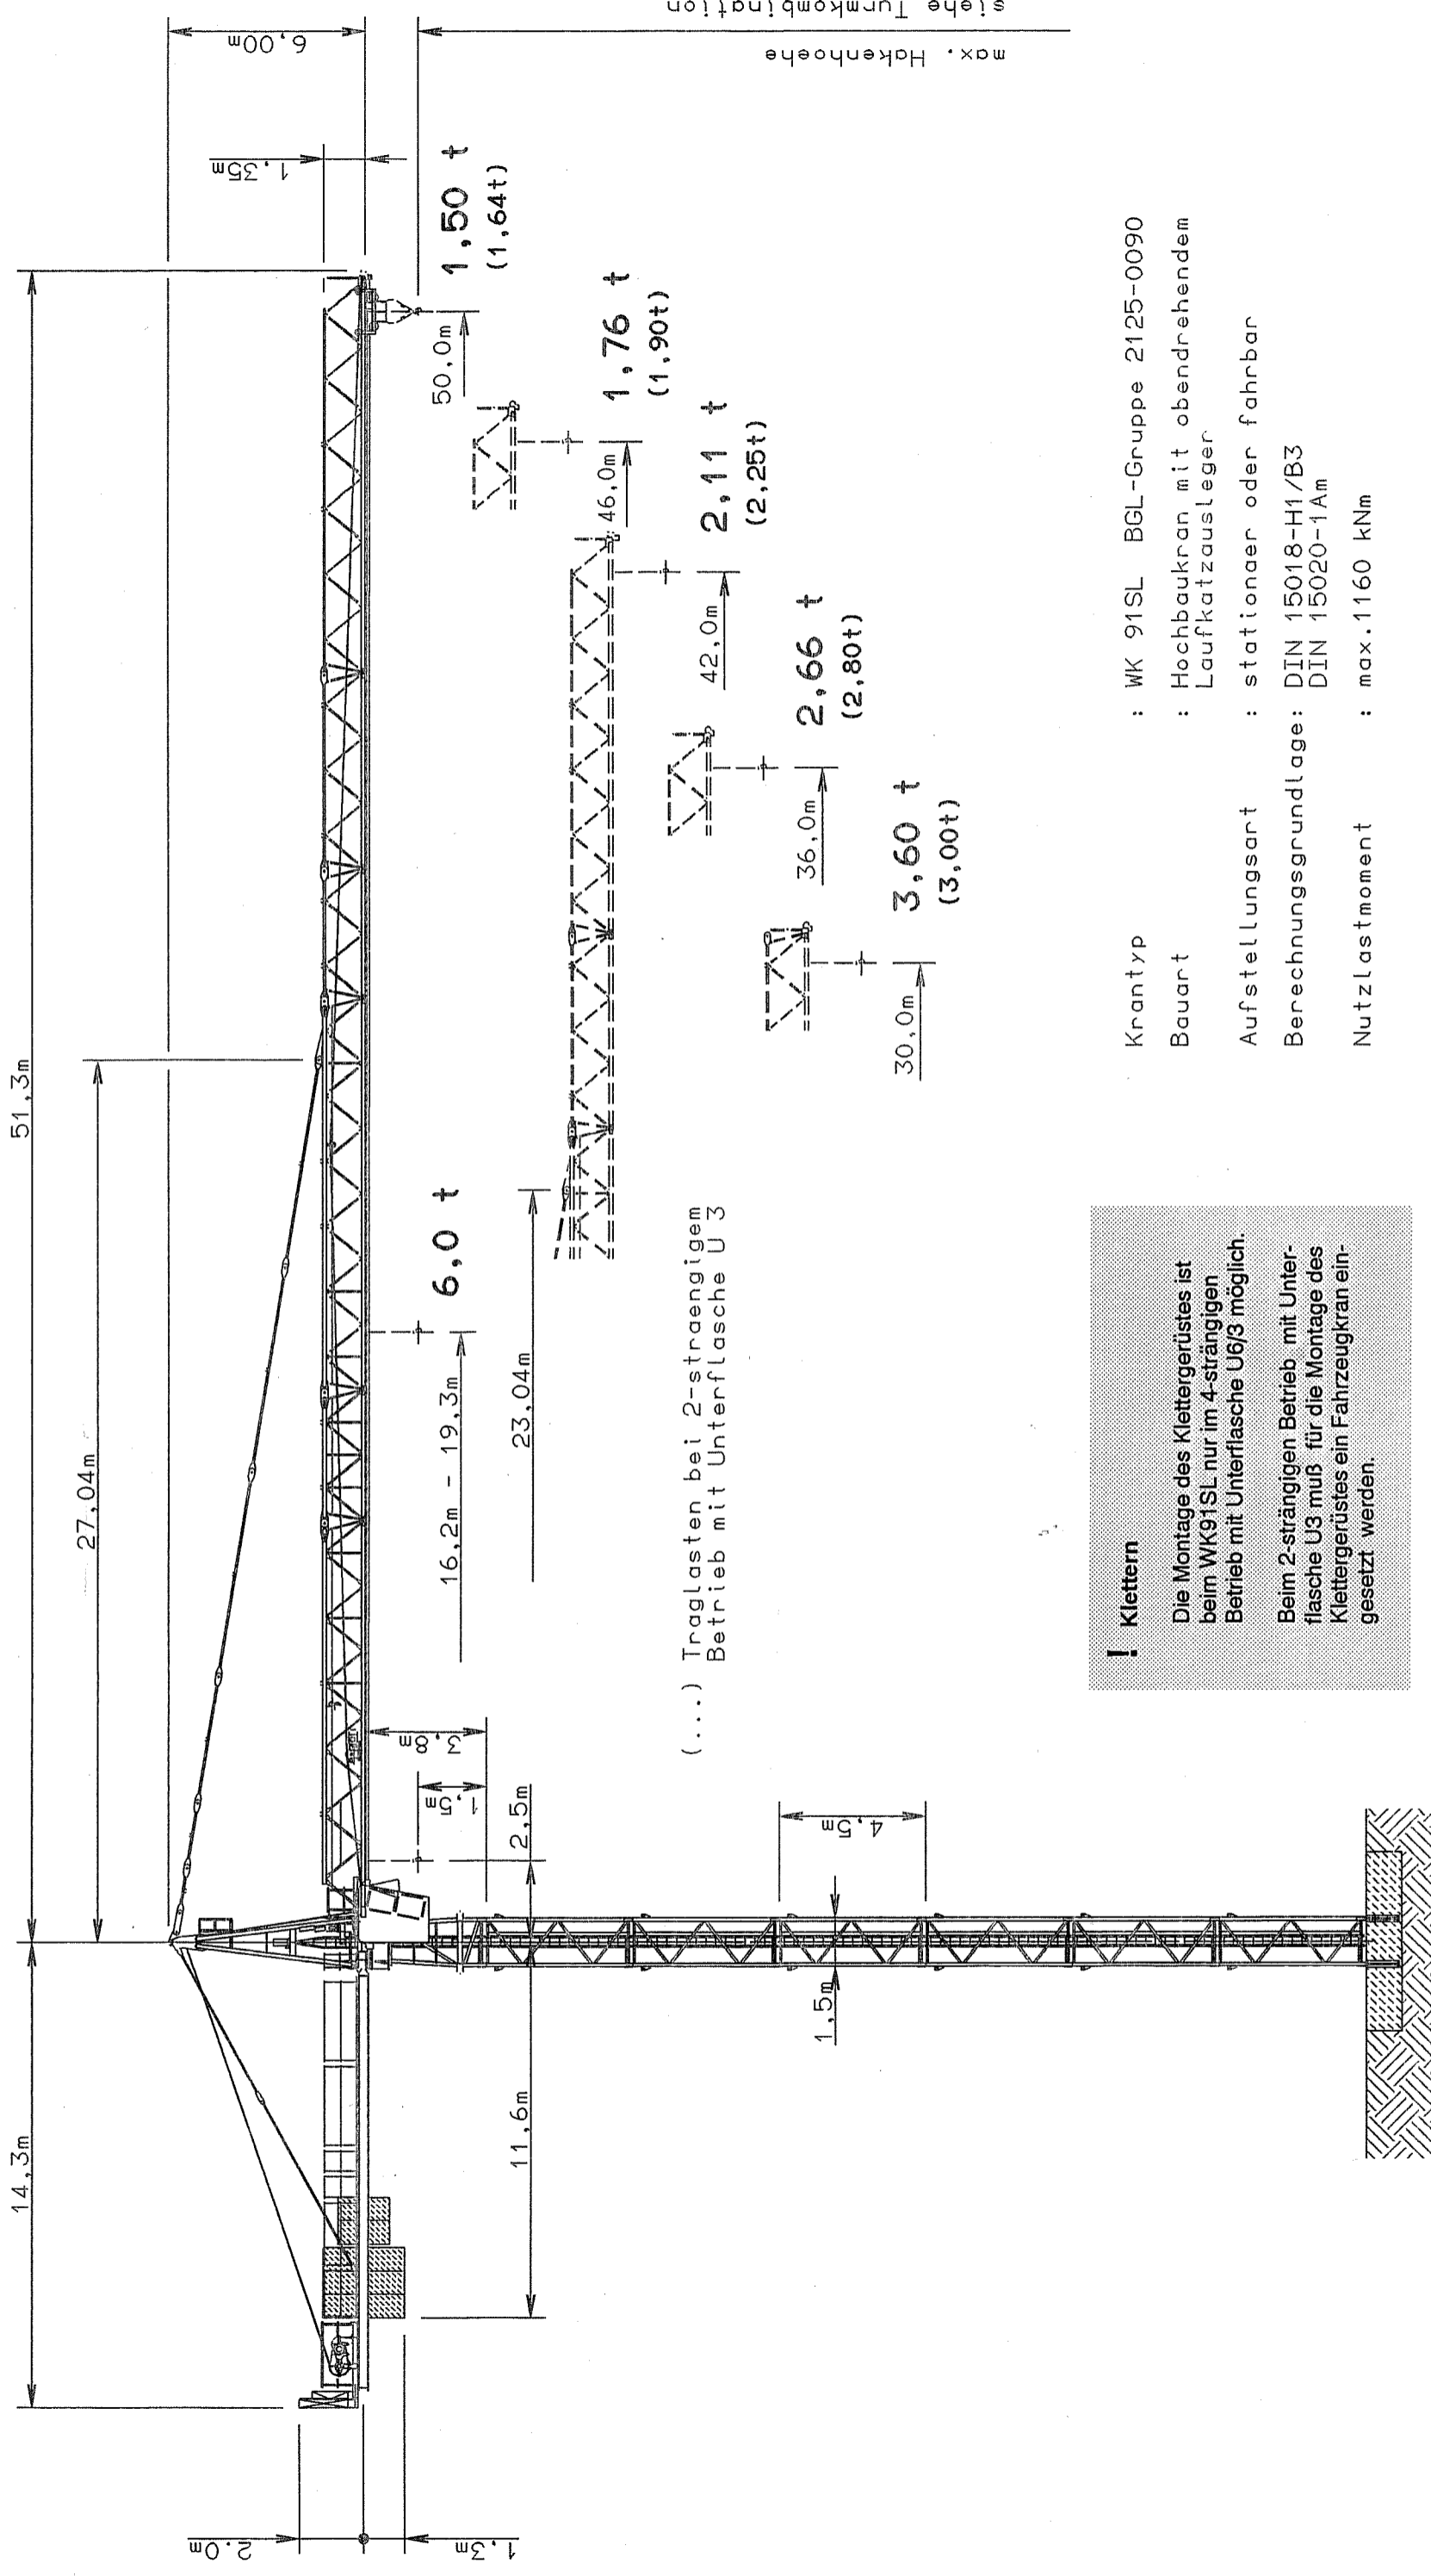 14,3m
51,3m
27,04m
6,00m
1,35m
max. Hakenhoehe
siehe Turmkombination
2.0m
1.3m
11,6m
2,5m
1,5m
3,8m
4,5m
1,5m
16,2m - 19,3m
6,0 t
23,04m
50,0m
1,50 t
(1,64t)
46,0m
1,76 t
(1,90t)
42,0m
2,11 t
(2,25t)
36,0m
2,66 t
(2,80t)
30,0m
3,60 t
(3,00t)
(...) Traglasten bei 2-straengigem
Betrieb mit Unterflasche U 3
! Klettern
Die Montage des Klettergerüstes ist
beim WK91SL nur im 4-strängigen
Betrieb mit Unterflasche U6/3 möglich.
Beim 2-strängigen Betrieb mit Unter-
flasche U3 muß für die Montage des
Klettergerüstes ein Fahrzeugkran ein-
gesetzt werden.
Krantyp : WK 91SL BGL-Gruppe 2125-0090
Bauart : Hochbaukran mit obendrehendem
Laufkatzausleger
Aufstellungsart : stationaer oder fahrbar
Berechnungsgrundlage: DIN 15018-H1/B3
DIN 15020-1Am
Nutzlastmoment : max.1160 kNm